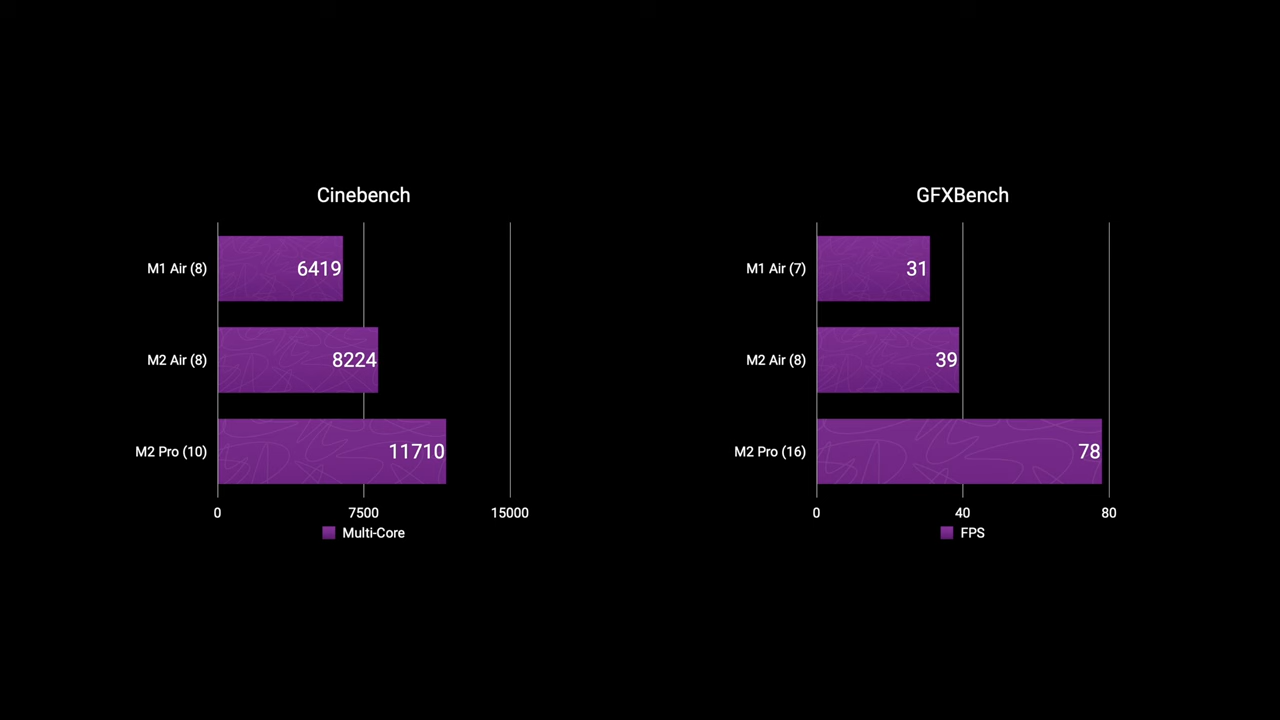 Cinebench
M1 Air (8)
6419
M2 Air (8)
8224
M2 Pro (10)
11710
0
7500
15000
Multi-Core
GFXBench
M1 Air (7)
31
M2 Air (8)
39
M2 Pro (16)
78
0
40
80
FPS